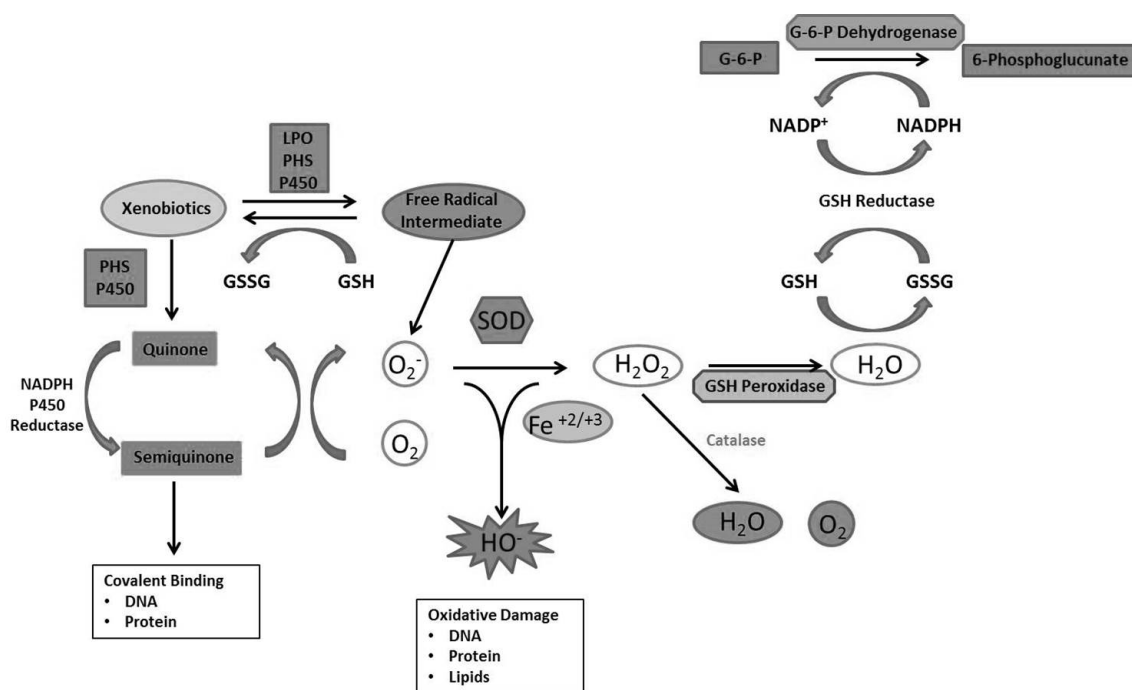 G-6-P Dehydrogenase
G-6-P
6-Phosphoglucunate
NADP+
NADPH
GSH Reductase
GSH
GSSG
LPO
PHS
P450
Xenobiotics
Free Radical
Intermediate
GSSG
GSH
PHS
P450
Quinone
NADPH
P450
Reductase
Semiquinone
O2-
O2
SOD
H2O2
GSH Peroxidase
H2O
Fe +2/+3
Catalase
H2O
O2
HO-
Covalent Binding
• DNA
• Protein
Oxidative Damage
• DNA
• Protein
• Lipids